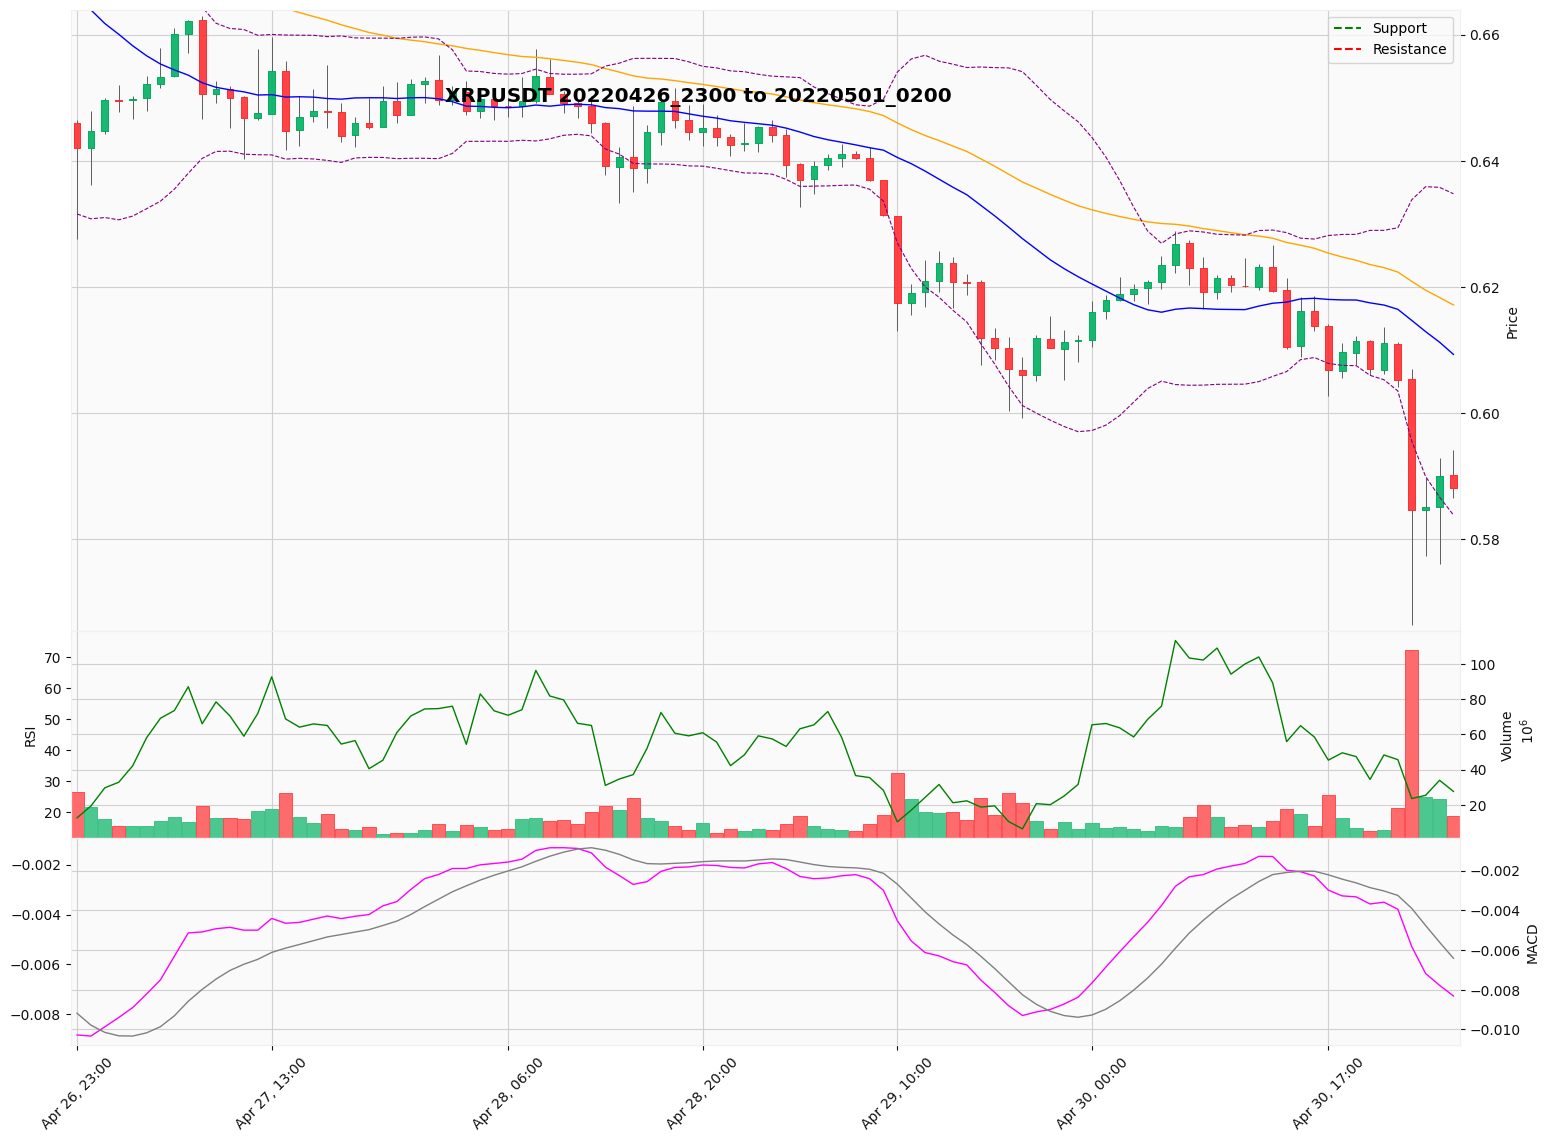 XRPUSDT 20220426_2300 to 20220501_0200
Support
Resistance
0.66
0.64
0.62
0.60
0.58
Price
70
60
50
40
30
20
RSI
100
80
60
40
20
Volume
10^6
−0.002
−0.004
−0.006
−0.008
−0.002
−0.004
−0.006
−0.008
−0.010
MACD
Apr 26, 23:00
Apr 27, 13:00
Apr 28, 06:00
Apr 28, 20:00
Apr 29, 10:00
Apr 30, 00:00
Apr 30, 17:00